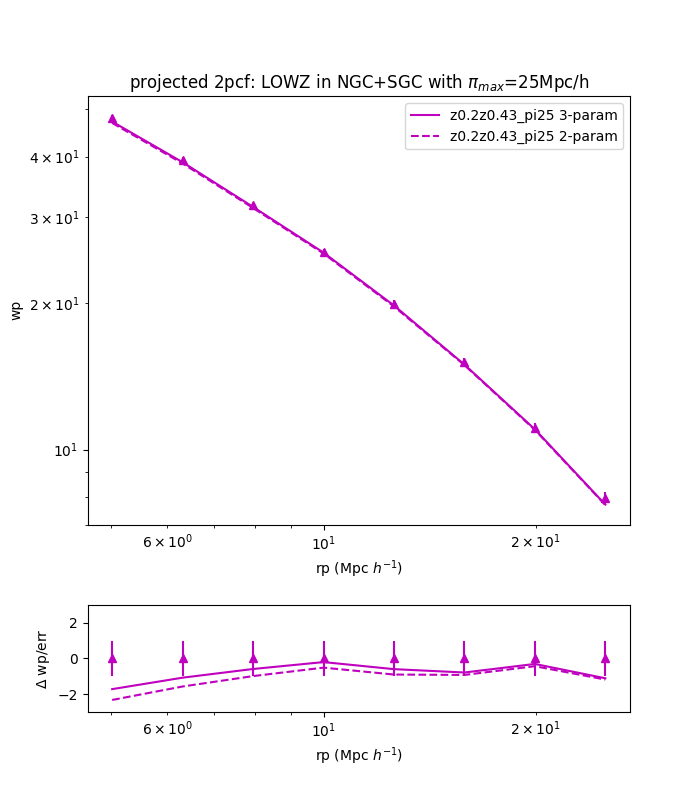 projected 2pcf: LOWZ in NGC+SGC with $\pi_{max}$=25Mpc/h
z0.2z0.43_pi25 3-param
z0.2z0.43_pi25 2-param
4 × 10¹
3 × 10¹
2 × 10¹
10¹
wp
6 × 10⁰
10¹
2 × 10¹
rp (Mpc $h^{-1}$)
2
0
−2
Δ wp/err
6 × 10⁰
10¹
2 × 10¹
rp (Mpc $h^{-1}$)